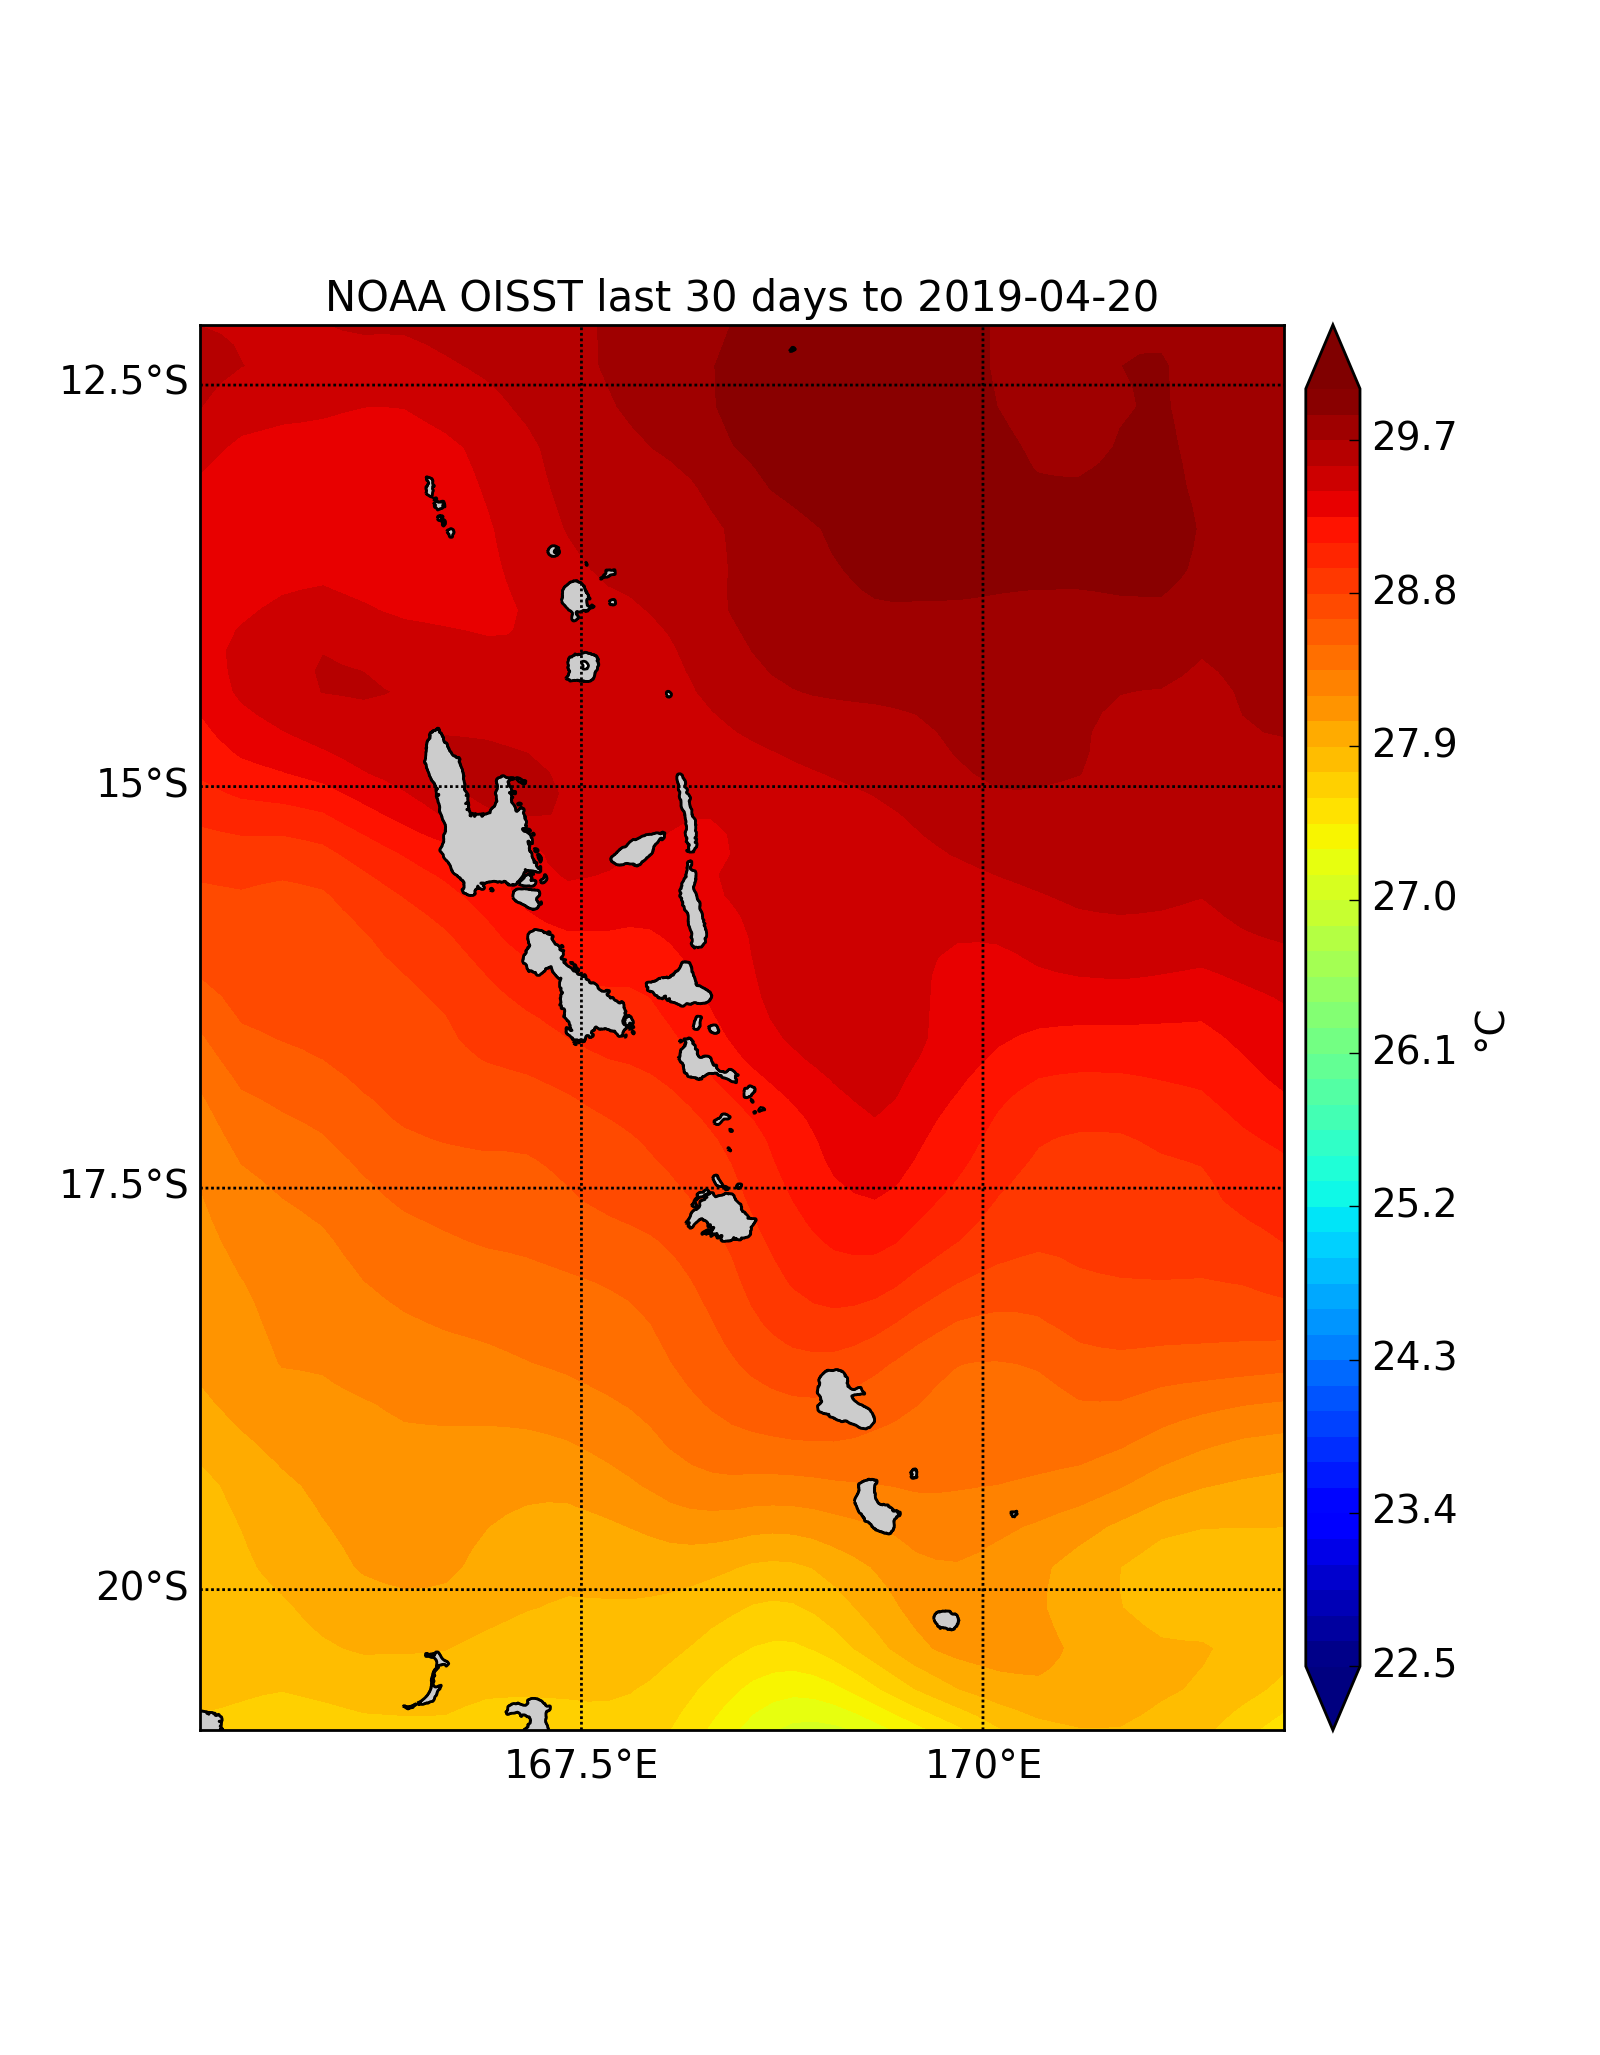 NOAA OISST last 30 days to 2019-04-20
12.5°S
15°S
17.5°S
20°S
167.5°E
170°E
29.7
28.8
27.9
27.0
26.1
25.2
24.3
23.4
22.5
°C